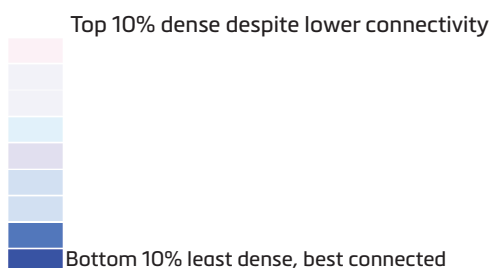 Top 10% dense despite lower connectivity
Bottom 10% least dense, best connected